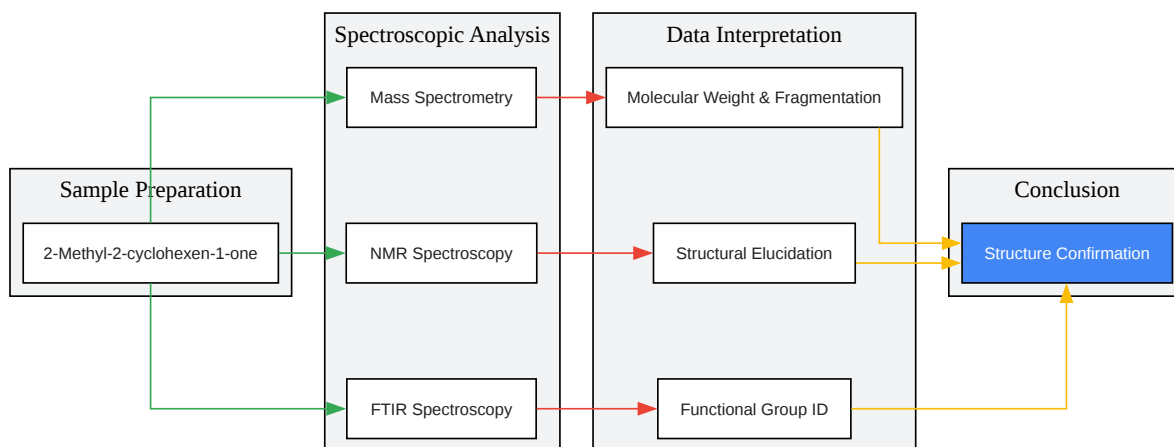 Spectroscopic Analysis
Data Interpretation
Mass Spectrometry
Molecular Weight & Fragmentation
Sample Preparation
Conclusion
2-Methyl-2-cyclohexen-1-one
NMR Spectroscopy
Structural Elucidation
Structure Confirmation
FTIR Spectroscopy
Functional Group ID